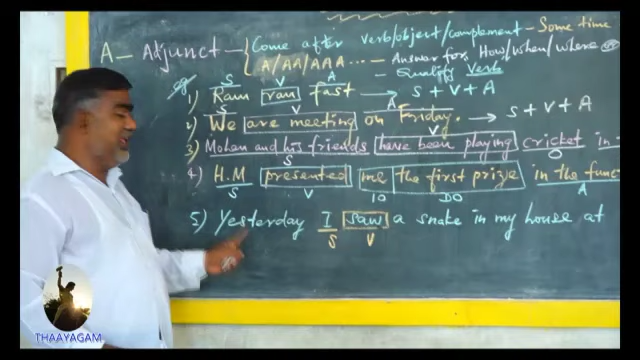 A - Adjunct - Come after verb/object/complement - Some time
A/AA/AAA ... - Answer for How/when/where
- Qualify Verb
S V A
1) Ram ran fast → S + V + A
S V A
2) We are meeting on Friday. → S + V + A
V
3) Mohan and his friends have been playing cricket in
S O
4) H.M presented me the first prize in the func
S V IO DO A
5) Yesterday I saw a snake in my house at
S V
THAAYAGAM